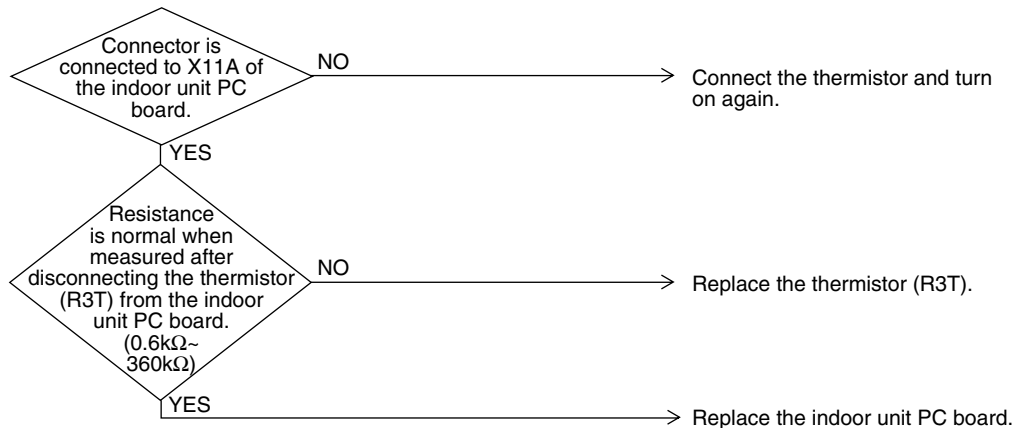 Connector is
connected to X11A of
the indoor unit PC
board.
NO
Connect the thermistor and turn
on again.
YES
Resistance
is normal when
measured after
disconnecting the thermistor
(R3T) from the indoor
unit PC board.
(0.6kΩ~
360kΩ)
NO
Replace the thermistor (R3T).
YES
Replace the indoor unit PC board.